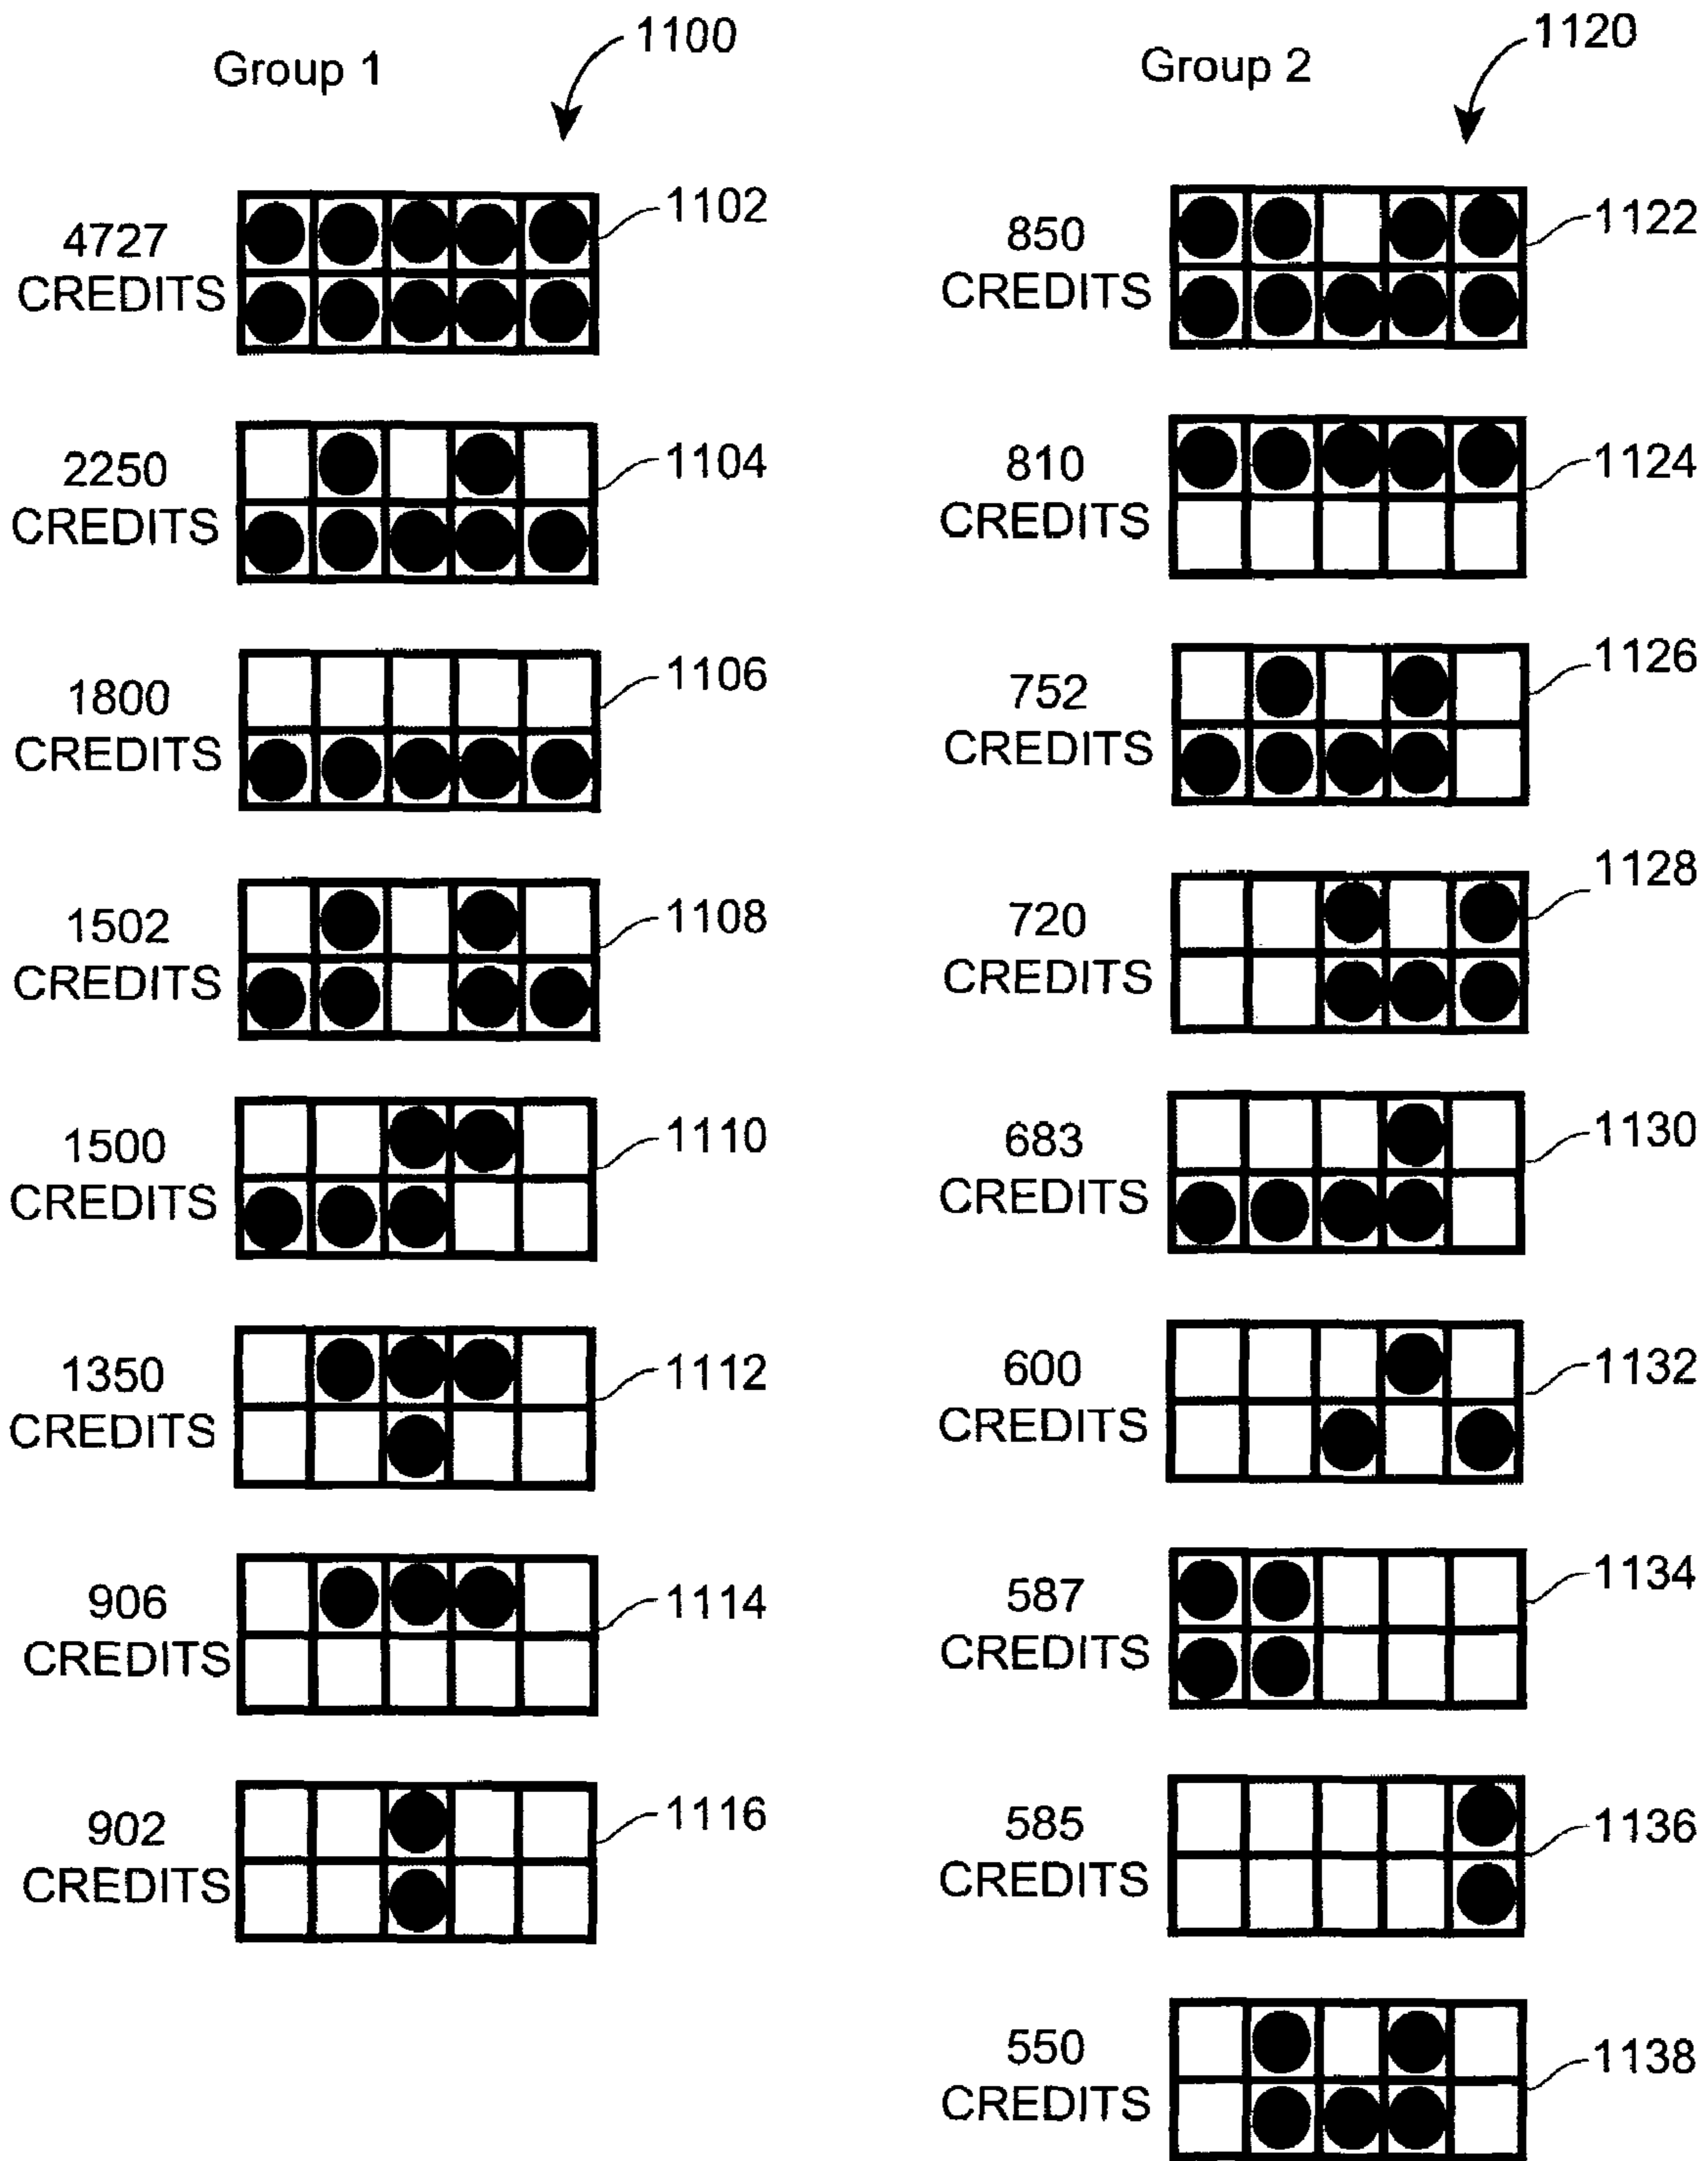 Group 1
1100
4727
CREDITS
1102
2250
CREDITS
1104
1800
CREDITS
1106
1502
CREDITS
1108
1500
CREDITS
1110
1350
CREDITS
1112
906
CREDITS
1114
902
CREDITS
1116
Group 2
1120
850
CREDITS
1122
810
CREDITS
1124
752
CREDITS
1126
720
CREDITS
1128
683
CREDITS
1130
600
CREDITS
1132
587
CREDITS
1134
585
CREDITS
1136
550
CREDITS
1138